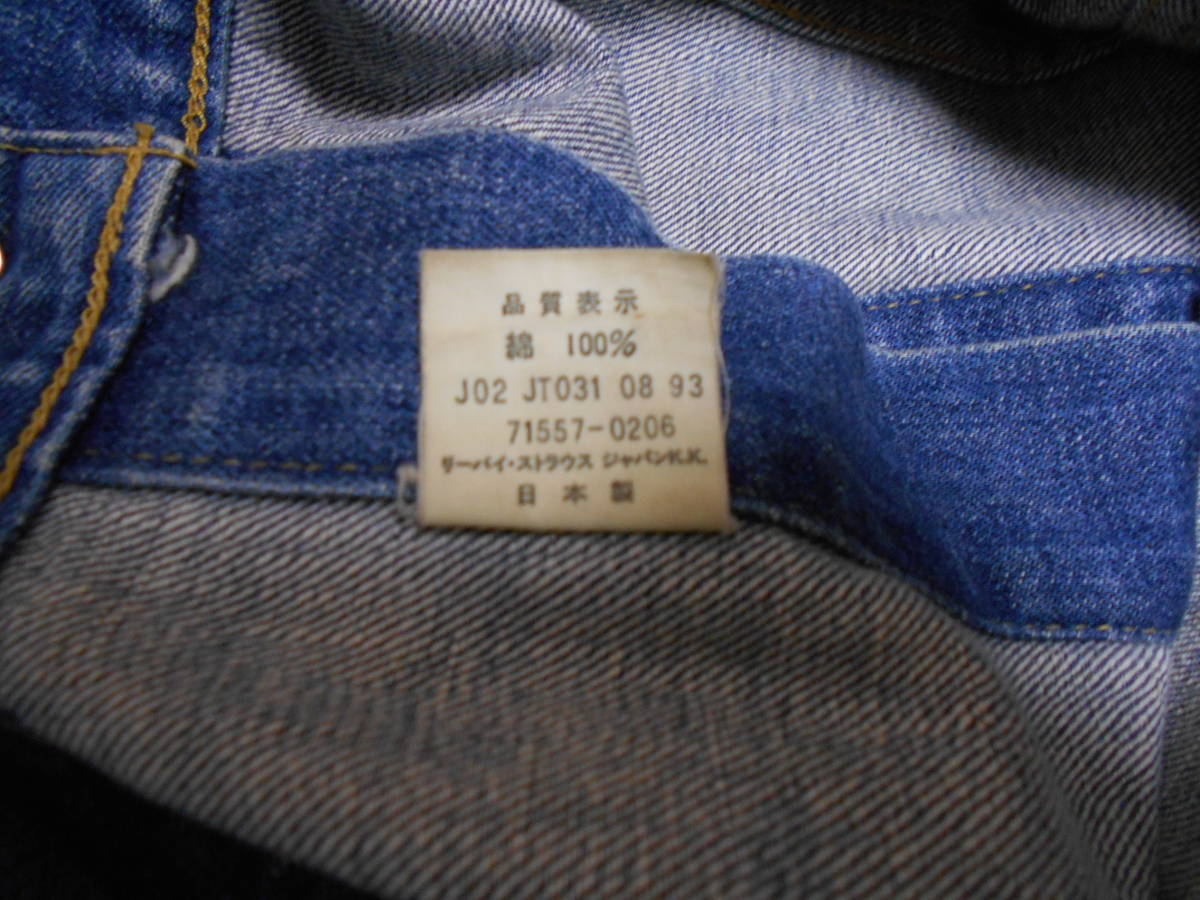 品質表示
綿 100%
J02 JT031 08 93
71557-0206
リーバイ・ストラウス ジャパンK.K.
日本製